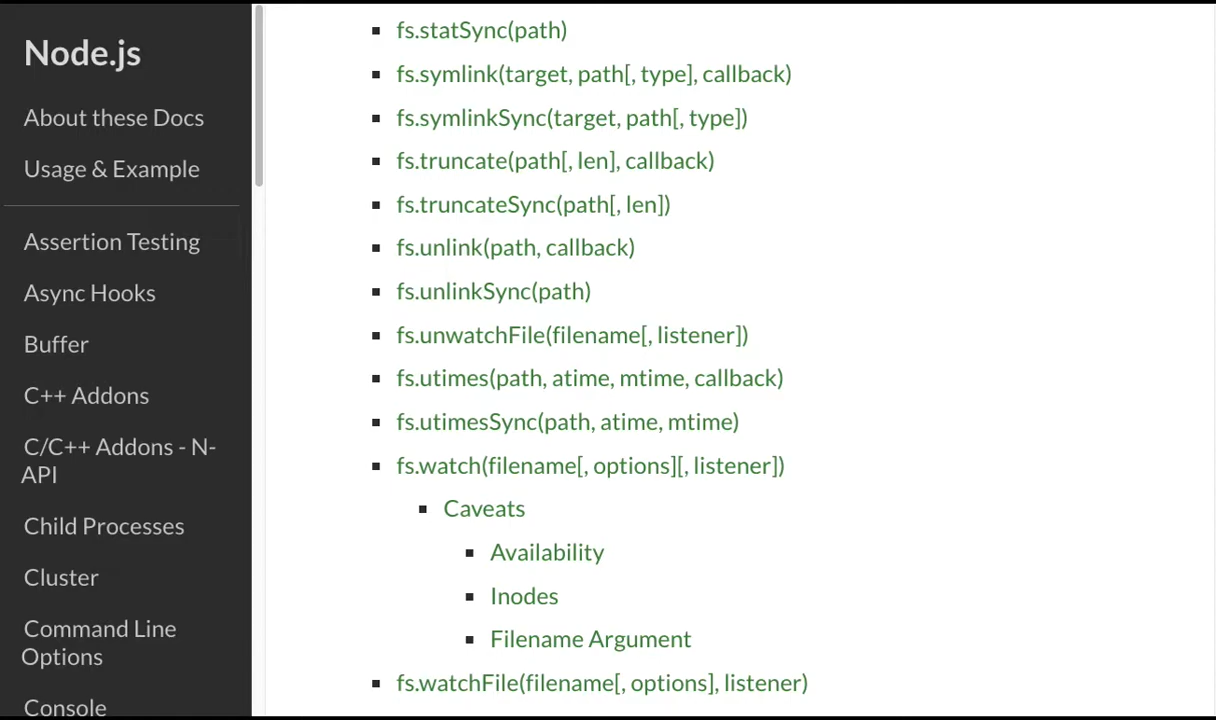 Node.js
About these Docs
Usage & Example
Assertion Testing
Async Hooks
Buffer
C++ Addons
C/C++ Addons - N-
API
Child Processes
Cluster
Command Line
Options
Console
fs.statSync(path)
fs.symlink(target, path[, type], callback)
fs.symlinkSync(target, path[, type])
fs.truncate(path[, len], callback)
fs.truncateSync(path[, len])
fs.unlink(path, callback)
fs.unlinkSync(path)
fs.unwatchFile(filename[, listener])
fs.utimes(path, atime, mtime, callback)
fs.utimesSync(path, atime, mtime)
fs.watch(filename[, options][, listener])
Caveats
Availability
Inodes
Filename Argument
fs.watchFile(filename[, options], listener)